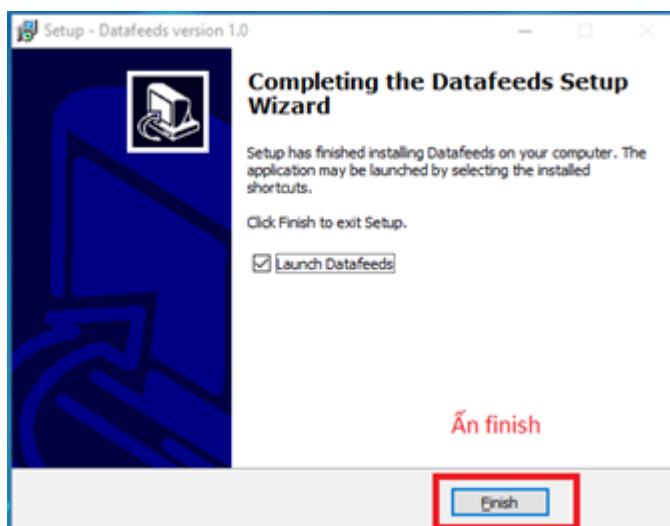 Setup - Datafeeds version 1.0
Completing the Datafeeds Setup
Wizard
Setup has finished installing Datafeeds on your computer. The
application may be launched by selecting the installed
shortcuts.
Click Finish to exit Setup.
Launch Datafeeds
Ấn finish
Finish